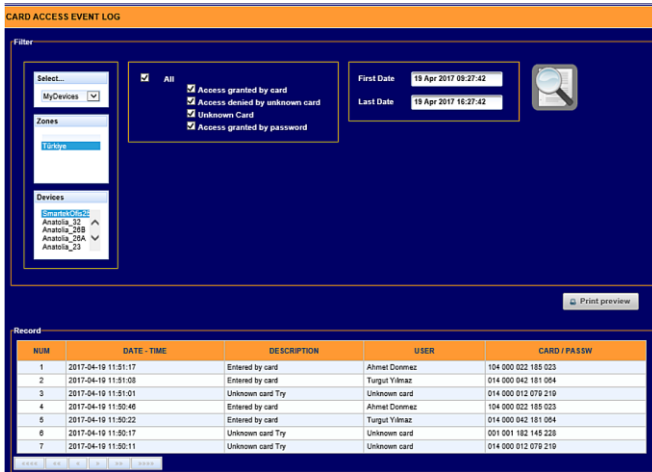 CARD ACCESS EVENT LOG
Filter
Select...
MyDevices
Zones
Türkiye
Devices
SmartekOfis25
Anatolia_32
Anatolia_26B
Anatolia_26A
Anatolia_23
All
Access granted by card
Access denied by unknown card
Unknown Card
Access granted by password
First Date 19 Apr 2017 09:27:42
Last Date 19 Apr 2017 16:27:42
Print preview
Record
NUM DATE - TIME DESCRIPTION USER CARD / PASSW
1 2017-04-19 11:51:17 Entered by card Ahmet Donmez 104 000 022 185 023
2 2017-04-19 11:51:08 Entered by card Turgut Yılmaz 014 000 042 181 064
3 2017-04-19 11:51:01 Unknown card Try Unknown card 014 000 012 079 219
4 2017-04-19 11:50:46 Entered by card Ahmet Donmez 104 000 022 185 023
5 2017-04-19 11:50:22 Entered by card Turgut Yılmaz 014 000 042 181 064
6 2017-04-19 11:50:17 Unknown card Try Unknown card 001 001 182 145 228
7 2017-04-19 11:50:11 Unknown card Try Unknown card 014 000 012 079 219